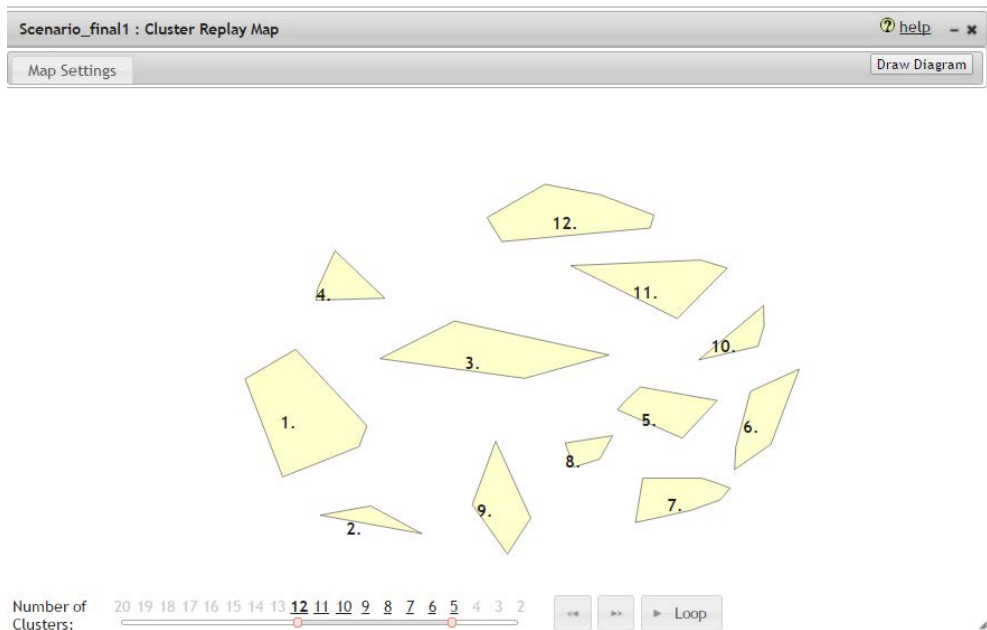 Scenario_final1 : Cluster Replay Map
? help
Map Settings
Draw Diagram
12.
4.
11.
10.
3.
1.
5.
6.
8.
9.
7.
2.
Number of Clusters:
20 19 18 17 16 15 14 13 12 11 10 9 8 7 6 5 4 3 2
Loop